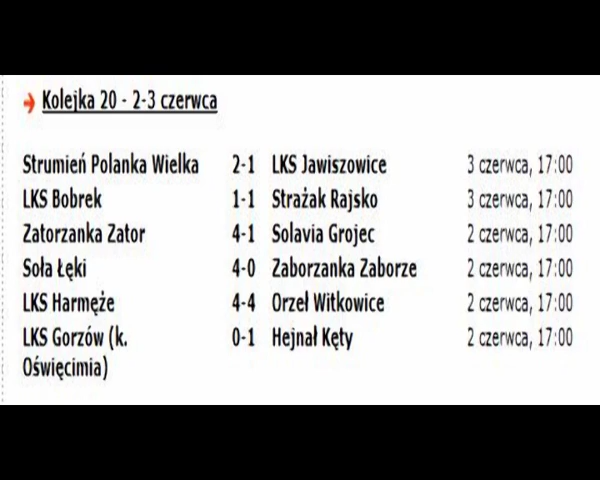 Kolejka 20 - 2-3 czerwca
Strumień Polanka Wielka 2-1 LKS Jawiszowice 3 czerwca, 17:00
LKS Bobrek 1-1 Strażak Rajsko 3 czerwca, 17:00
Zatorzanka Zator 4-1 Solavia Grojec 2 czerwca, 17:00
Soła Łęki 4-0 Zaborzanka Zaborze 2 czerwca, 17:00
LKS Harmęże 4-4 Orzeł Witkowice 2 czerwca, 17:00
LKS Gorzów (k. 0-1 Hejnał Kęty 2 czerwca, 17:00
Oświęcimia)